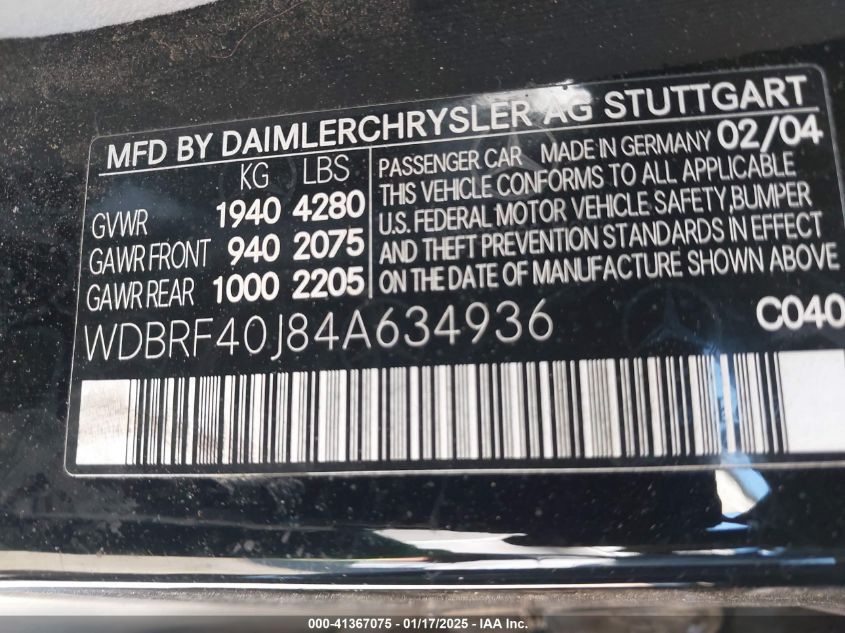 MFD BY DAIMLERCHRYSLER AG STUTTGART
KG LBS
GVWR 1940 4280
GAWR FRONT 940 2075
GAWR REAR 1000 2205
PASSENGER CAR MADE IN GERMANY 02/04
THIS VEHICLE CONFORMS TO ALL APPLICABLE
U.S. FEDERAL MOTOR VEHICLE SAFETY,BUMPER
AND THEFT PREVENTION STANDARDS IN EFFECT
ON THE DATE OF MANUFACTURE SHOWN ABOVE
WDBRF40J84A634936 C040
000-41367075 - 01/17/2025 - IAAI.com